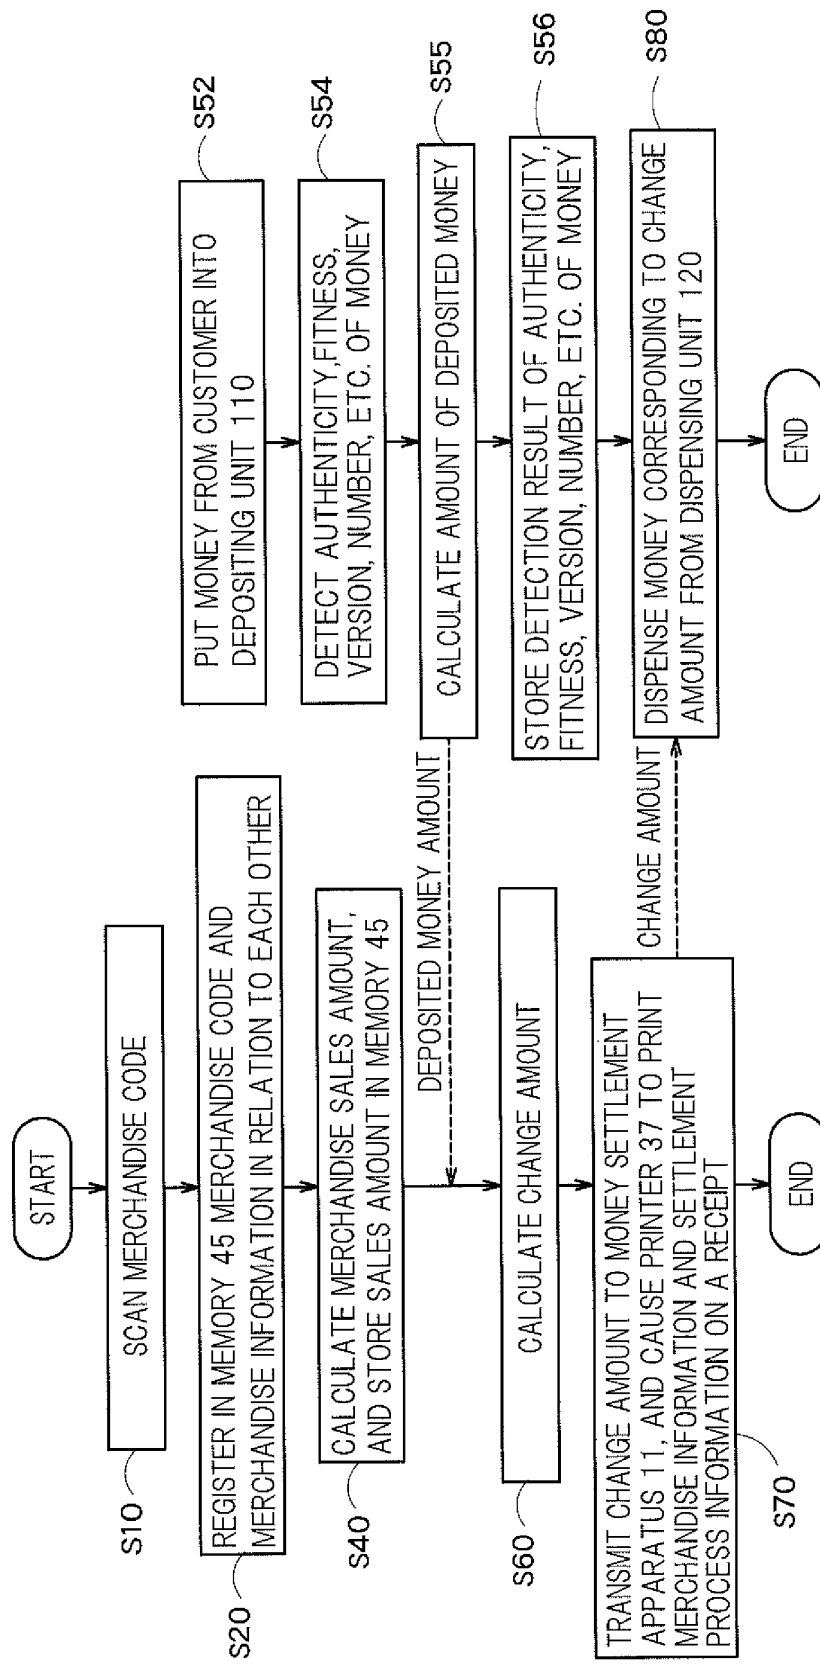 START
SCAN MERCHANDISE CODE
S10
REGISTER IN MEMORY 45 MERCHANDISE CODE AND
MERCHANDISE INFORMATION IN RELATION TO EACH OTHER
S20
CALCULATE MERCHANDISE SALES AMOUNT,
AND STORE SALES AMOUNT IN MEMORY 45
S40
DEPOSITED MONEY AMOUNT
CALCULATE CHANGE AMOUNT
S60
TRANSMIT CHANGE AMOUNT TO MONEY SETTLEMENT
APPARATUS 11, AND CAUSE PRINTER 37 TO PRINT
MERCHANDISE INFORMATION AND SETTLEMENT
PROCESS INFORMATION ON A RECEIPT
S70
CHANGE AMOUNT
END
PUT MONEY FROM CUSTOMER INTO
DEPOSITING UNIT 110
S52
DETECT AUTHENTICITY,FITNESS,
VERSION, NUMBER, ETC. OF MONEY
S54
CALCULATE AMOUNT OF DEPOSITED MONEY
S55
STORE DETECTION RESULT OF AUTHENTICITY,
FITNESS, VERSION, NUMBER, ETC. OF MONEY
S56
DISPENSE MONEY CORRESPONDING TO CHANGE
AMOUNT FROM DISPENSING UNIT 120
S80
END